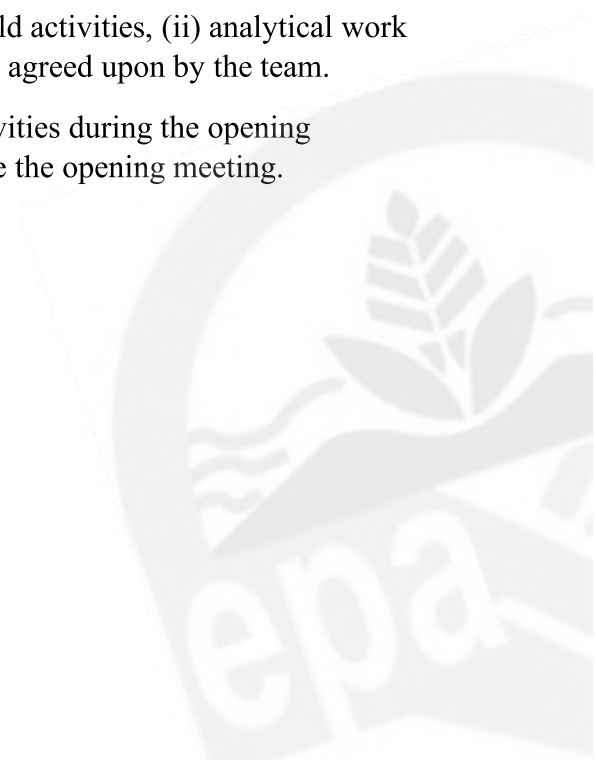 ld activities, (ii) analytical work
agreed upon by the team.
vities during the opening
e the opening meeting.
epa